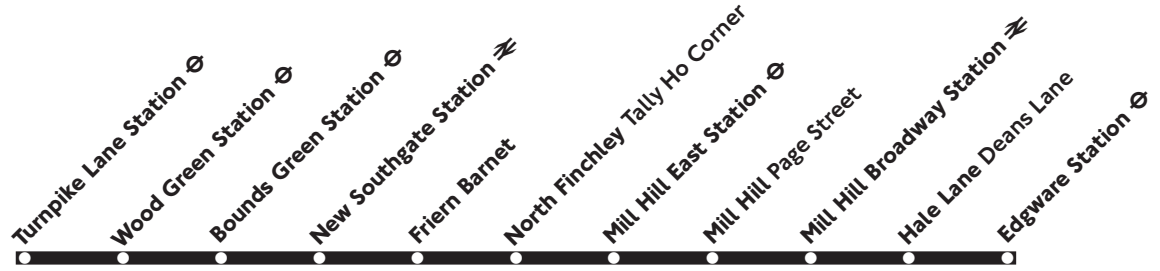 Turnpike Lane Station
Wood Green Station
Bounds Green Station
New Southgate Station
Friern Barnet
North Finchley Tally Ho Corner
Mill Hill East Station
Mill Hill Page Street
Mill Hill Broadway Station
Hale Lane Deans Lane
Edgware Station